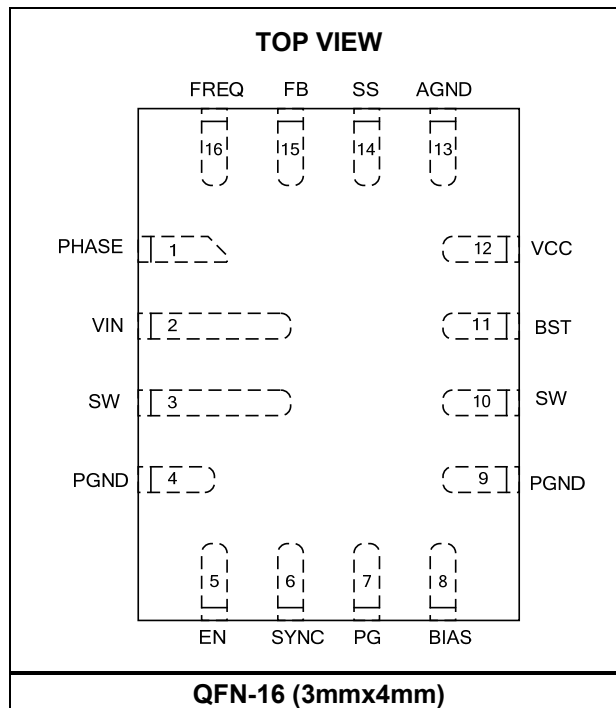 TOP VIEW
FREQ FB SS AGND
16 15 14 13
PHASE 1 12 VCC
VIN 2 11 BST
SW 3 10 SW
PGND 4 9 PGND
5 6 7 8
EN SYNC PG BIAS
QFN-16 (3mmx4mm)